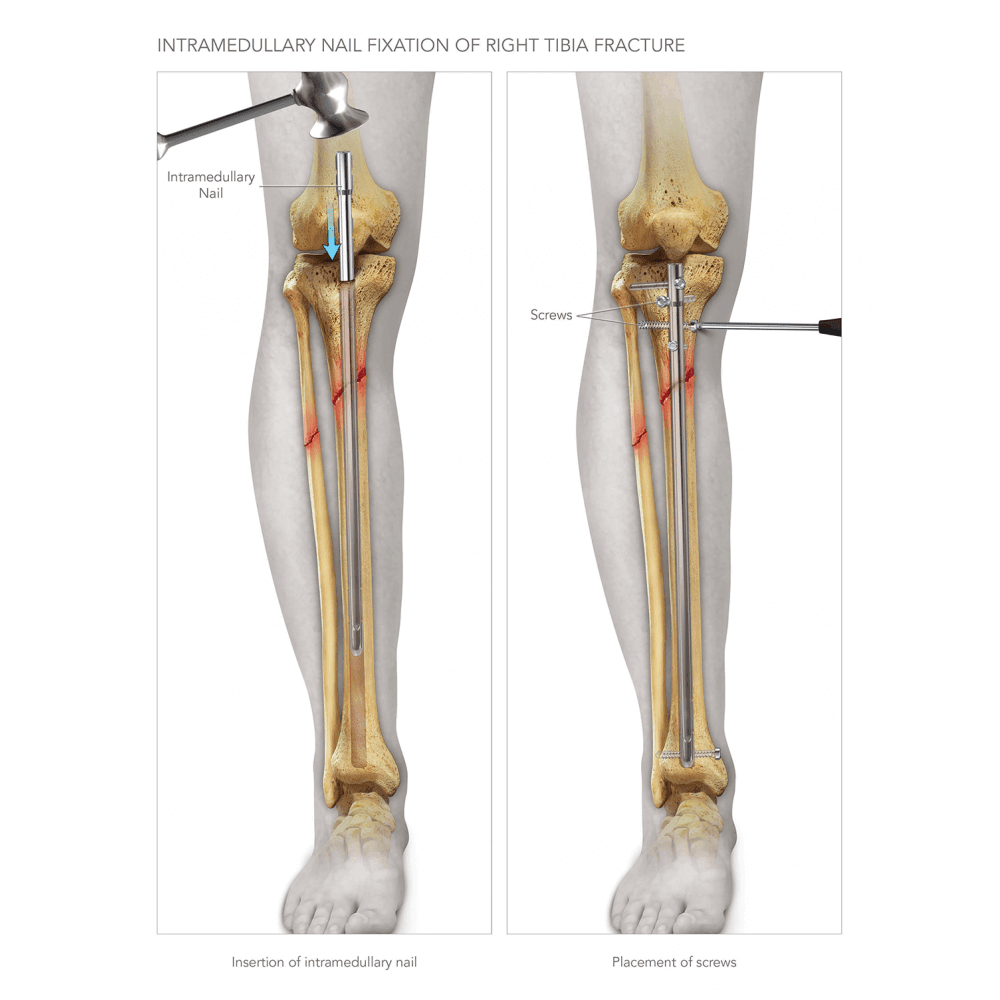 INTRAMEDULLARY NAIL FIXATION OF RIGHT TIBIA FRACTURE
Intramedullary
Nail
Screws
Insertion of intramedullary nail
Placement of screws